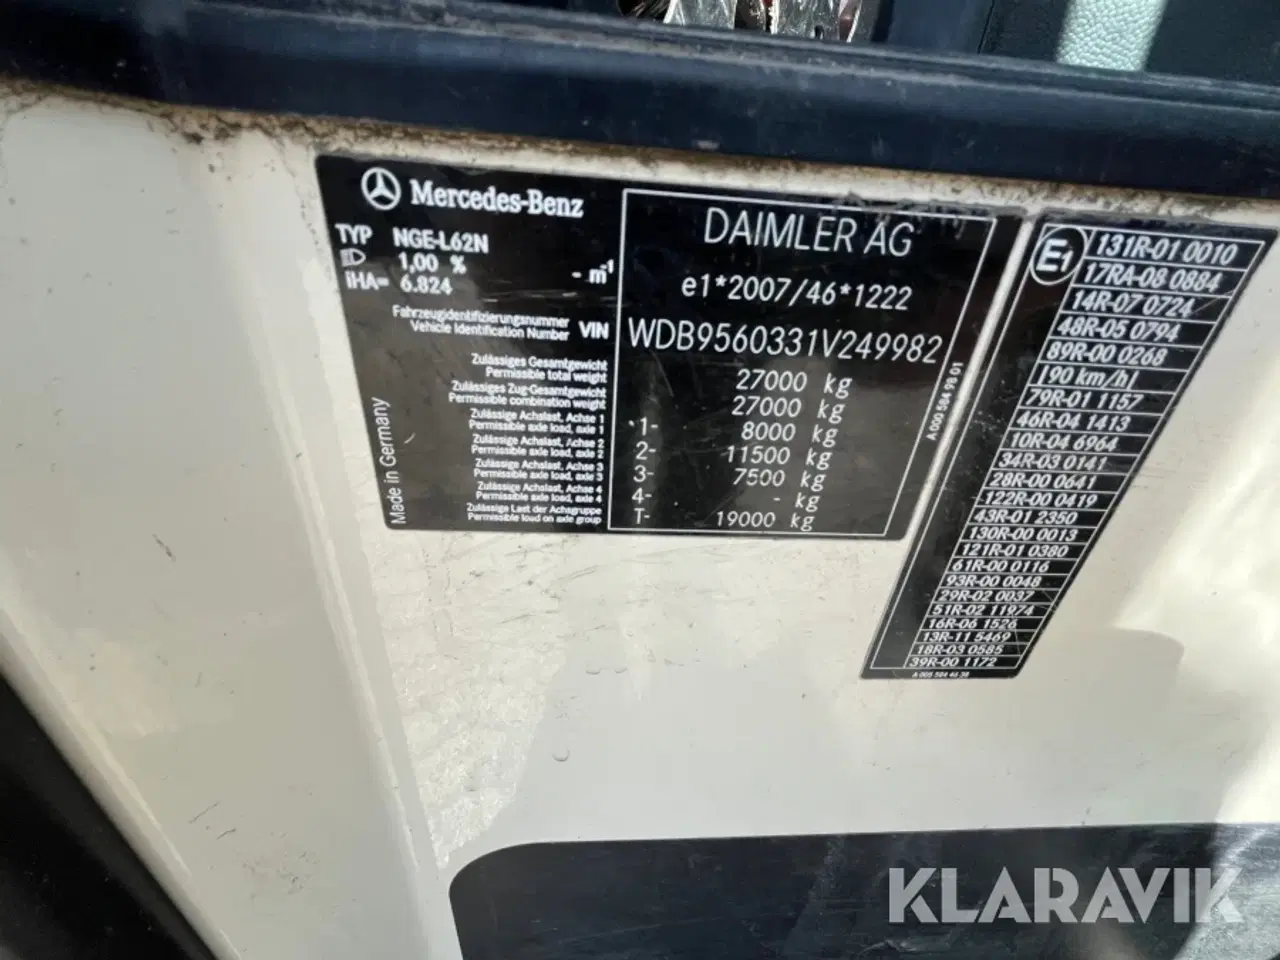 Mercedes-Benz
TYP NGE-L62N
1,00 % - m-1
iHA= 6.824
Fahrzeugidentifizierungsnummer
Vehicle Identification Number VIN
Zulässiges Gesamtgewicht
Permissible total weight
Zulässiges Zug-Gesamtgewicht
Permissible combination weight
Zulässige Achslast, Achse 1
Permissible axle load, axle 1
Zulässige Achslast, Achse 2
Permissible axle load, axle 2
Zulässige Achslast, Achse 3
Permissible axle load, axle 3
Zulässige Achslast, Achse 4
Permissible axle load, axle 4
Zulässige Last der Achsgruppe
Permissible load on axle group
Made in Germany
DAIMLER AG
e1*2007/46*1222
WDB9560331V249982
27000 kg
27000 kg
1- 8000 kg
2- 11500 kg
3- 7500 kg
4- - kg
T- 19000 kg
A 000 584 98 01
E1
131R-01 0010
17RA-08 0884
14R-07 0724
48R-05 0794
89R-00 0268
|90 km/h|
79R-01 1157
46R-04 1413
10R-04 6964
34R-03 0141
28R-00 0641
122R-00 0419
43R-01 2350
130R-00 0013
121R-01 0380
61R-00 0116
93R-00 0048
29R-02 0037
51R-02 11974
16R-06 1526
13R-11 5469
18R-03 0585
39R-00 1172
A 005 584 46 38
KLARAVIK